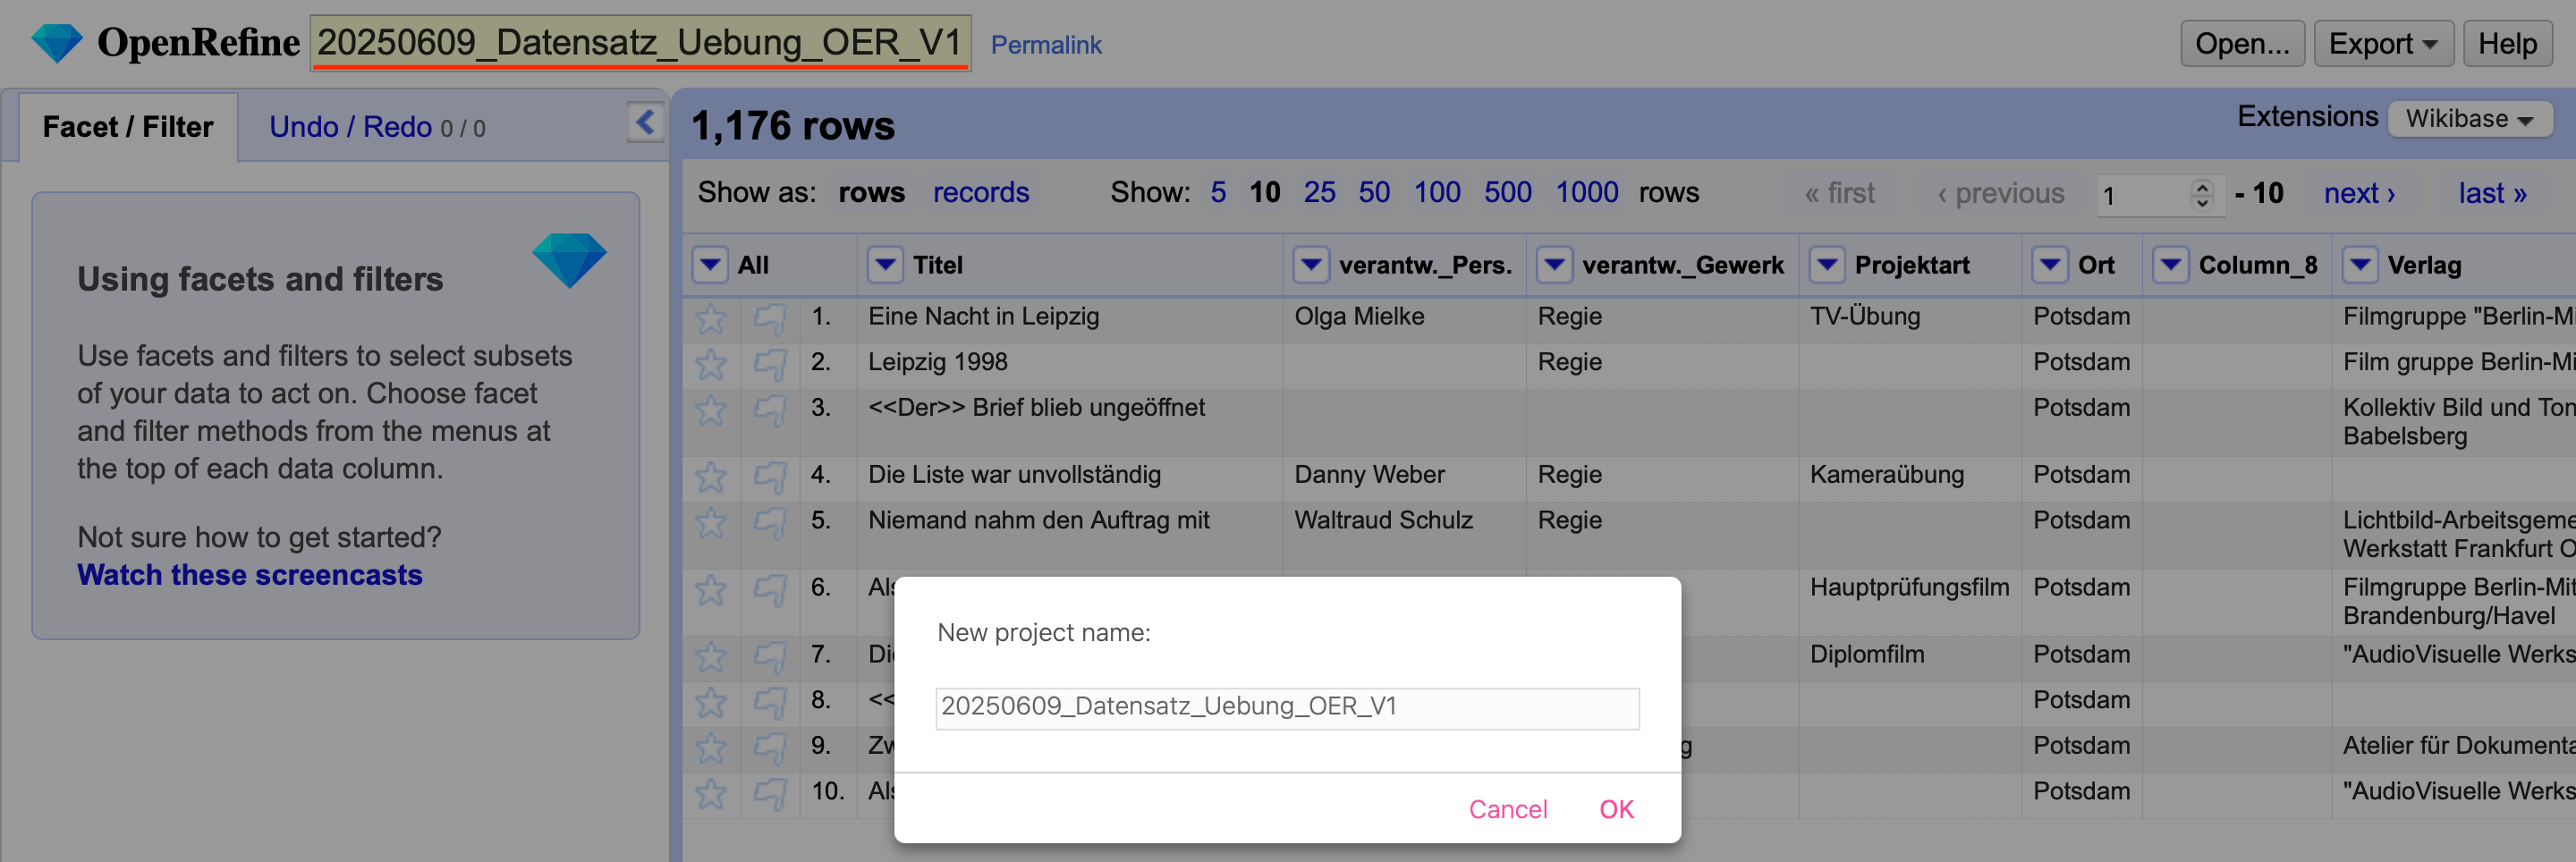 OpenRefine 20250609_Datensatz_Uebung_OER_V1 Permalink Open... Export Help
Facet / Filter Undo / Redo 0 / 0
1,176 rows Extensions Wikibase
Show as: rows records Show: 5 10 25 50 100 500 1000 rows « first ‹ previous 1 - 10 next › last »
Using facets and filters
Use facets and filters to select subsets
of your data to act on. Choose facet
and filter methods from the menus at
the top of each data column.
Not sure how to get started?
Watch these screencasts
All Titel verantw._Pers. verantw._Gewerk Projektart Ort Column_8 Verlag
1. Eine Nacht in Leipzig Olga Mielke Regie TV-Übung Potsdam Filmgruppe "Berlin-Mi
2. Leipzig 1998 Regie Potsdam Film gruppe Berlin-Mi
3. <<Der>> Brief blieb ungeöffnet Potsdam Kollektiv Bild und Ton
Babelsberg
4. Die Liste war unvollständig Danny Weber Regie Kameraübung Potsdam
5. Niemand nahm den Auftrag mit Waltraud Schulz Regie Potsdam Lichtbild-Arbeitsgeme
Werkstatt Frankfurt O
6. Als Hauptprüfungsfilm Potsdam Filmgruppe Berlin-Mit
Brandenburg/Havel
7. Die Diplomfilm Potsdam "AudioVisuelle Werks
8. << Potsdam
9. Zw g Potsdam Atelier für Dokumenta
10. Als Potsdam "AudioVisuelle Werks
New project name:
20250609_Datensatz_Uebung_OER_V1
Cancel OK